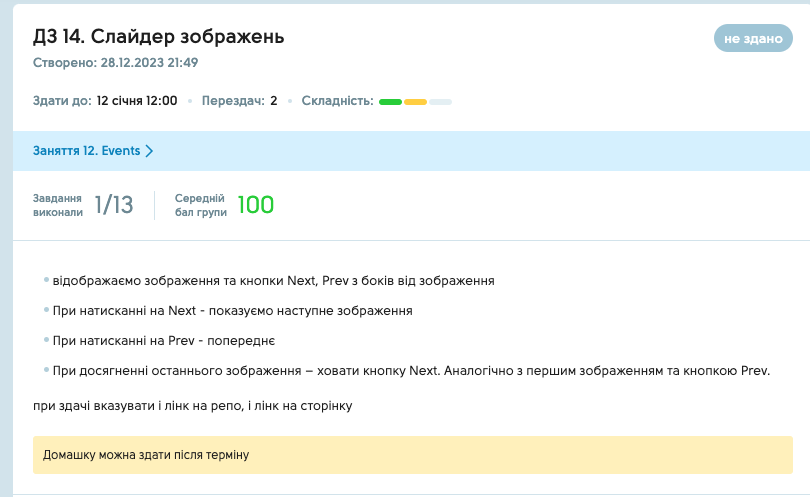 ДЗ 14. Слайдер зображень
не здано
Створено: 28.12.2023 21:49
Здати до: 12 січня 12:00 • Перездач: 2 • Складність:
Заняття 12. Events
Завдання виконали 1/13
Середній бал групи 100
• відображаємо зображення та кнопки Next, Prev з боків від зображення
• При натисканні на Next - показуємо наступне зображення
• При натисканні на Prev - попереднє
• При досягненні останнього зображення – ховати кнопку Next. Аналогічно з першим зображенням та кнопкою Prev.
при здачі вказувати і лінк на репо, і лінк на сторінку
Домашку можна здати після терміну